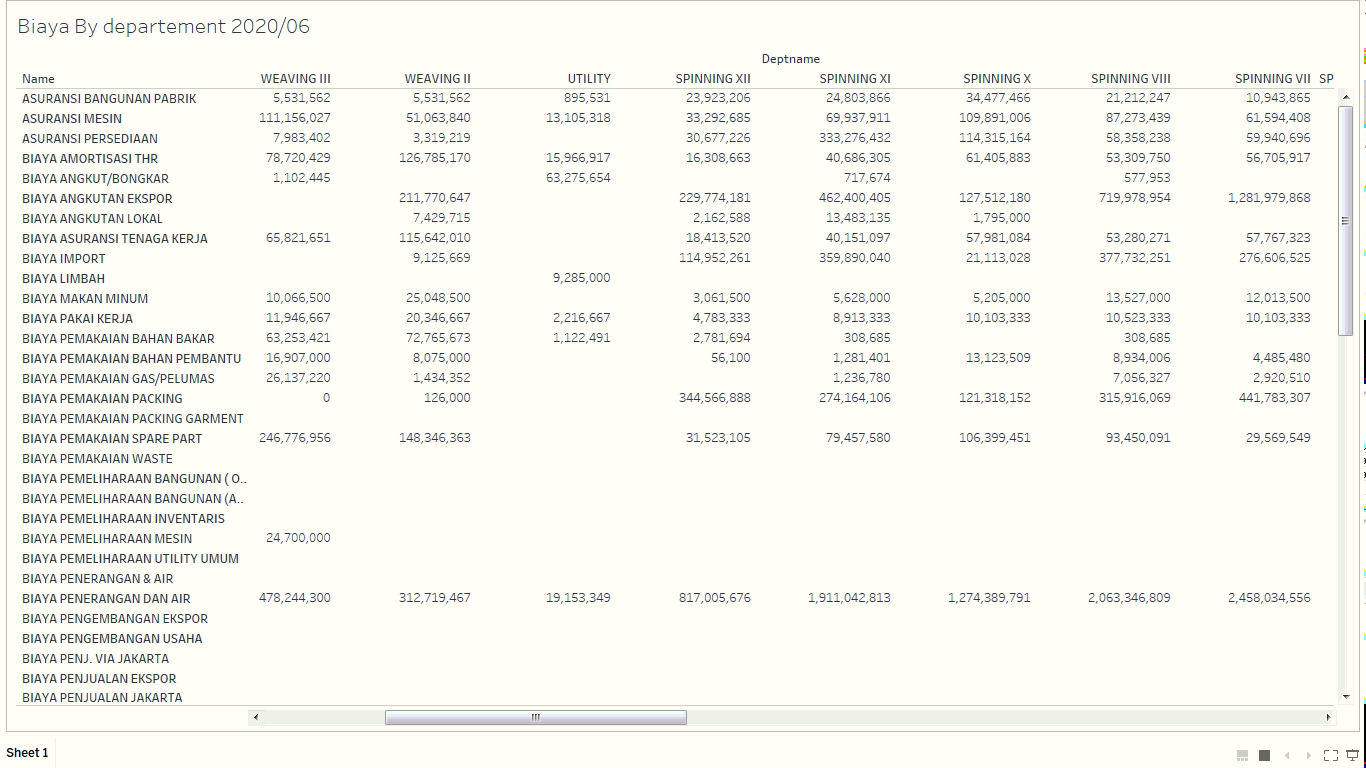 Biaya By departement 2020/06
Deptname
Name WEAVING III WEAVING II UTILITY SPINNING XII SPINNING XI SPINNING X SPINNING VIII SPINNING VII SP
ASURANSI BANGUNAN PABRIK 5,531,562 5,531,562 895,531 23,923,206 24,803,866 34,477,466 21,212,247 10,943,865
ASURANSI MESIN 111,156,027 51,063,840 13,105,318 33,292,685 69,937,911 109,891,006 87,273,439 61,594,408
ASURANSI PERSEDIAAN 7,983,402 3,319,219 30,677,226 333,276,432 114,315,164 58,358,238 59,940,696
BIAYA AMORTISASI THR 78,720,429 126,785,170 15,966,917 16,308,663 40,686,305 61,405,883 53,309,750 56,705,917
BIAYA ANGKUT/BONGKAR 1,102,445 63,275,654 717,674 577,953
BIAYA ANGKUTAN EKSPOR 211,770,647 229,774,181 462,400,405 127,512,180 719,978,954 1,281,979,868
BIAYA ANGKUTAN LOKAL 7,429,715 2,162,588 13,483,135 1,795,000
BIAYA ASURANSI TENAGA KERJA 65,821,651 115,642,010 18,413,520 40,151,097 57,981,084 53,280,271 57,767,323
BIAYA IMPORT 9,125,669 114,952,261 359,890,040 21,113,028 377,732,251 276,606,525
BIAYA LIMBAH 9,285,000
BIAYA MAKAN MINUM 10,066,500 25,048,500 3,061,500 5,628,000 5,205,000 13,527,000 12,013,500
BIAYA PAKAI KERJA 11,946,667 20,346,667 2,216,667 4,783,333 8,913,333 10,103,333 10,523,333 10,103,333
BIAYA PEMAKAIAN BAHAN BAKAR 63,253,421 72,765,673 1,122,491 2,781,694 308,685 308,685
BIAYA PEMAKAIAN BAHAN PEMBANTU 16,907,000 8,075,000 56,100 1,281,401 13,123,509 8,934,006 4,485,480
BIAYA PEMAKAIAN GAS/PELUMAS 26,137,220 1,434,352 1,236,780 7,056,327 2,920,510
BIAYA PEMAKAIAN PACKING 0 126,000 344,566,888 274,164,106 121,318,152 315,916,069 441,783,307
BIAYA PEMAKAIAN PACKING GARMENT
BIAYA PEMAKAIAN SPARE PART 246,776,956 148,346,363 31,523,105 79,457,580 106,399,451 93,450,091 29,569,549
BIAYA PEMAKAIAN WASTE
BIAYA PEMELIHARAAN BANGUNAN ( O..
BIAYA PEMELIHARAAN BANGUNAN (A..
BIAYA PEMELIHARAAN INVENTARIS
BIAYA PEMELIHARAAN MESIN 24,700,000
BIAYA PEMELIHARAAN UTILITY UMUM
BIAYA PENERANGAN & AIR
BIAYA PENERANGAN DAN AIR 478,244,300 312,719,467 19,153,349 817,005,676 1,911,042,813 1,274,389,791 2,063,346,809 2,458,034,556
BIAYA PENGEMBANGAN EKSPOR
BIAYA PENGEMBANGAN USAHA
BIAYA PENJ. VIA JAKARTA
BIAYA PENJUALAN EKSPOR
BIAYA PENJUALAN JAKARTA
Sheet 1